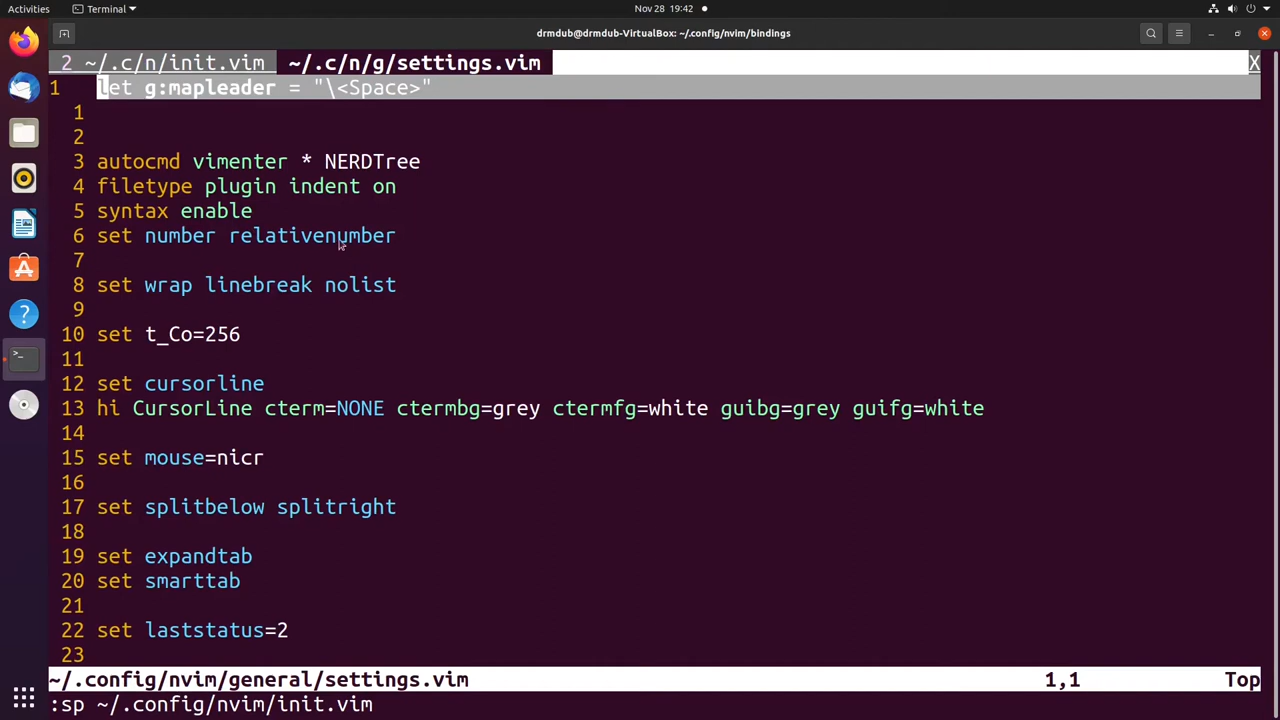 Activities
Terminal
Nov 28 19:42
drmdub@drmdub-VirtualBox: ~/.config/nvim/bindings
2 ~/.c/n/init.vim ~/.c/n/g/settings.vim X
1 let g:mapleader = "\<Space>"
1
2
3 autocmd vimenter * NERDTree
4 filetype plugin indent on
5 syntax enable
6 set number relativenumber
7
8 set wrap linebreak nolist
9
10 set t_Co=256
11
12 set cursorline
13 hi CursorLine cterm=NONE ctermbg=grey ctermfg=white guibg=grey guifg=white
14
15 set mouse=nicr
16
17 set splitbelow splitright
18
19 set expandtab
20 set smarttab
21
22 set laststatus=2
23
~/.config/nvim/general/settings.vim 1,1 Top
:sp ~/.config/nvim/init.vim